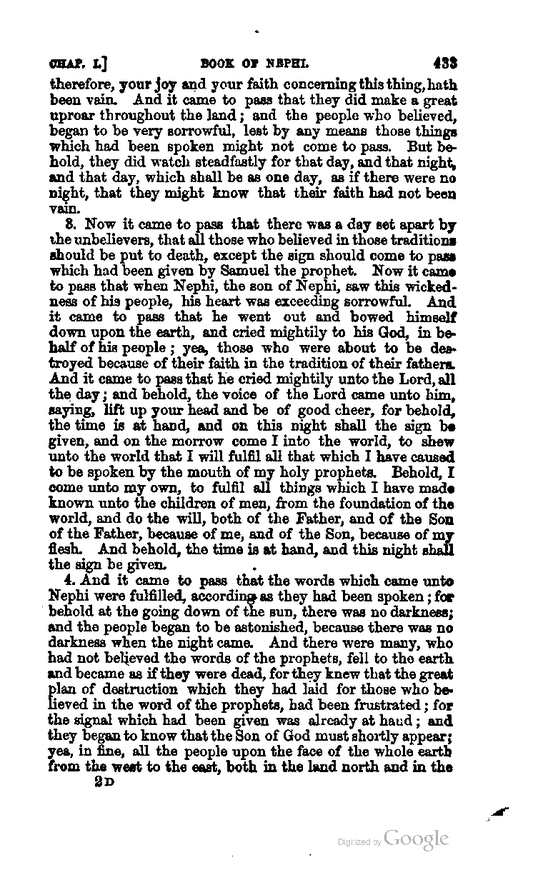 CHAP. I.] BOOK OF NEPHI. 433
therefore, your joy and your faith concerning this thing, hath
been vain. And it came to pass that they did make a great
uproar throughout the land; and the people who believed,
began to be very sorrowful, lest by any means those things
which had been spoken might not come to pass. But be-
hold, they did watch steadfastly for that day, and that night,
and that day, which shall be as one day, as if there were no
night, that they might know that their faith had not been
vain.
3. Now it came to pass that there was a day set apart by
the unbelievers, that all those who believed in those traditions
should be put to death, except the sign should come to pass
which had been given by Samuel the prophet. Now it came
to pass that when Nephi, the son of Nephi, saw this wicked-
ness of his people, his heart was exceeding sorrowful. And
it came to pass that he went out and bowed himself
down upon the earth, and cried mightily to his God, in be-
half of his people; yea, those who were about to be des-
troyed because of their faith in the tradition of their fathers.
And it came to pass that he cried mightily unto the Lord, all
the day; and behold, the voice of the Lord came unto him,
saying, lift up your head and be of good cheer, for behold,
the time is at hand, and on this night shall the sign be
given, and on the morrow come I into the world, to shew
unto the world that I will fulfil all that which I have caused
to be spoken by the mouth of my holy prophets. Behold, I
come unto my own, to fulfil all things which I have made
known unto the children of men, from the foundation of the
world, and do the will, both of the Father, and of the Son
of the Father, because of me, and of the Son, because of my
flesh. And behold, the time is at hand, and this night shall
the sign be given.
4. And it came to pass that the words which came unto
Nephi were fulfilled, according as they had been spoken; for
behold at the going down of the sun, there was no darkness;
and the people began to be astonished, because there was no
darkness when the night came. And there were many, who
had not believed the words of the prophets, fell to the earth
and became as if they were dead, for they knew that the great
plan of destruction which they had laid for those who be-
lieved in the word of the prophets, had been frustrated; for
the signal which had been given was already at hand; and
they began to know that the Son of God must shortly appear;
yea, in fine, all the people upon the face of the whole earth
from the west to the east, both in the land north and in the
2D
Digitized by Google